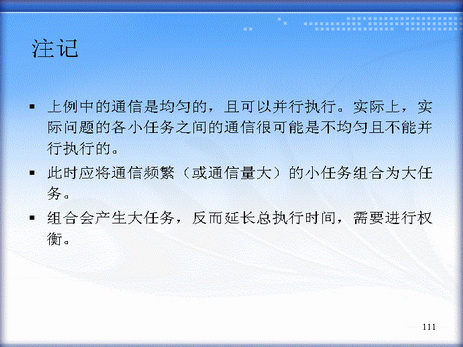 注记
▪ 上例中的通信是均匀的，且可以并行执行。实际上，实
际问题的各小任务之间的通信很可能是不均匀且不能并
行执行的。
▪ 此时应将通信频繁（或通信量大）的小任务组合为大任
务。
▪ 组合会产生大任务，反而延长总执行时间，需要进行权
衡。
111